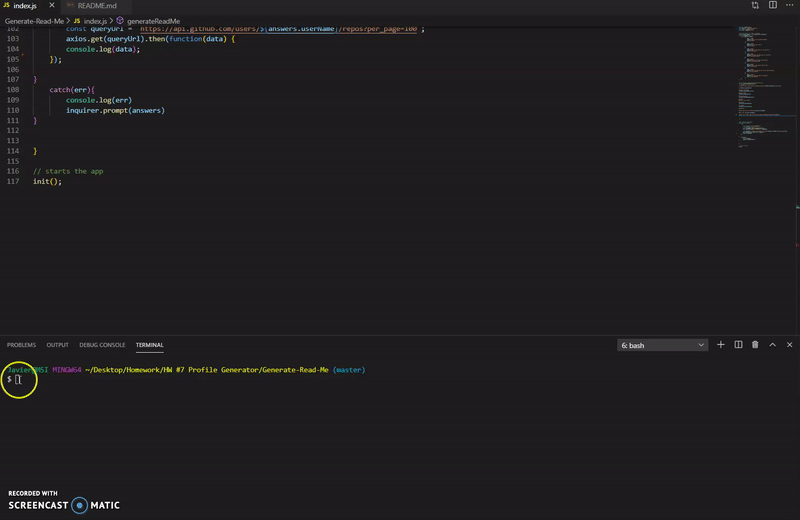 JS index.js × README.md
Generate-Read-Me > JS index.js > generateReadMe
102 const queryUrl = `https://api.github.com/users/${answers.userName}/repos?per_page=100`;
103 axios.get(queryUrl).then(function(data) {
104 console.log(data);
105 });
106
107 }
108 catch(err){
109 console.log(err)
110 inquirer.prompt(answers)
111 }
112
113
114 }
115
116 // starts the app
117 init();
PROBLEMS OUTPUT DEBUG CONSOLE TERMINAL 6: bash
Javier@MSI MINGW64 ~/Desktop/Homework/HW #7 Profile Generator/Generate-Read-Me (master)
$
RECORDED WITH
SCREENCAST MATIC